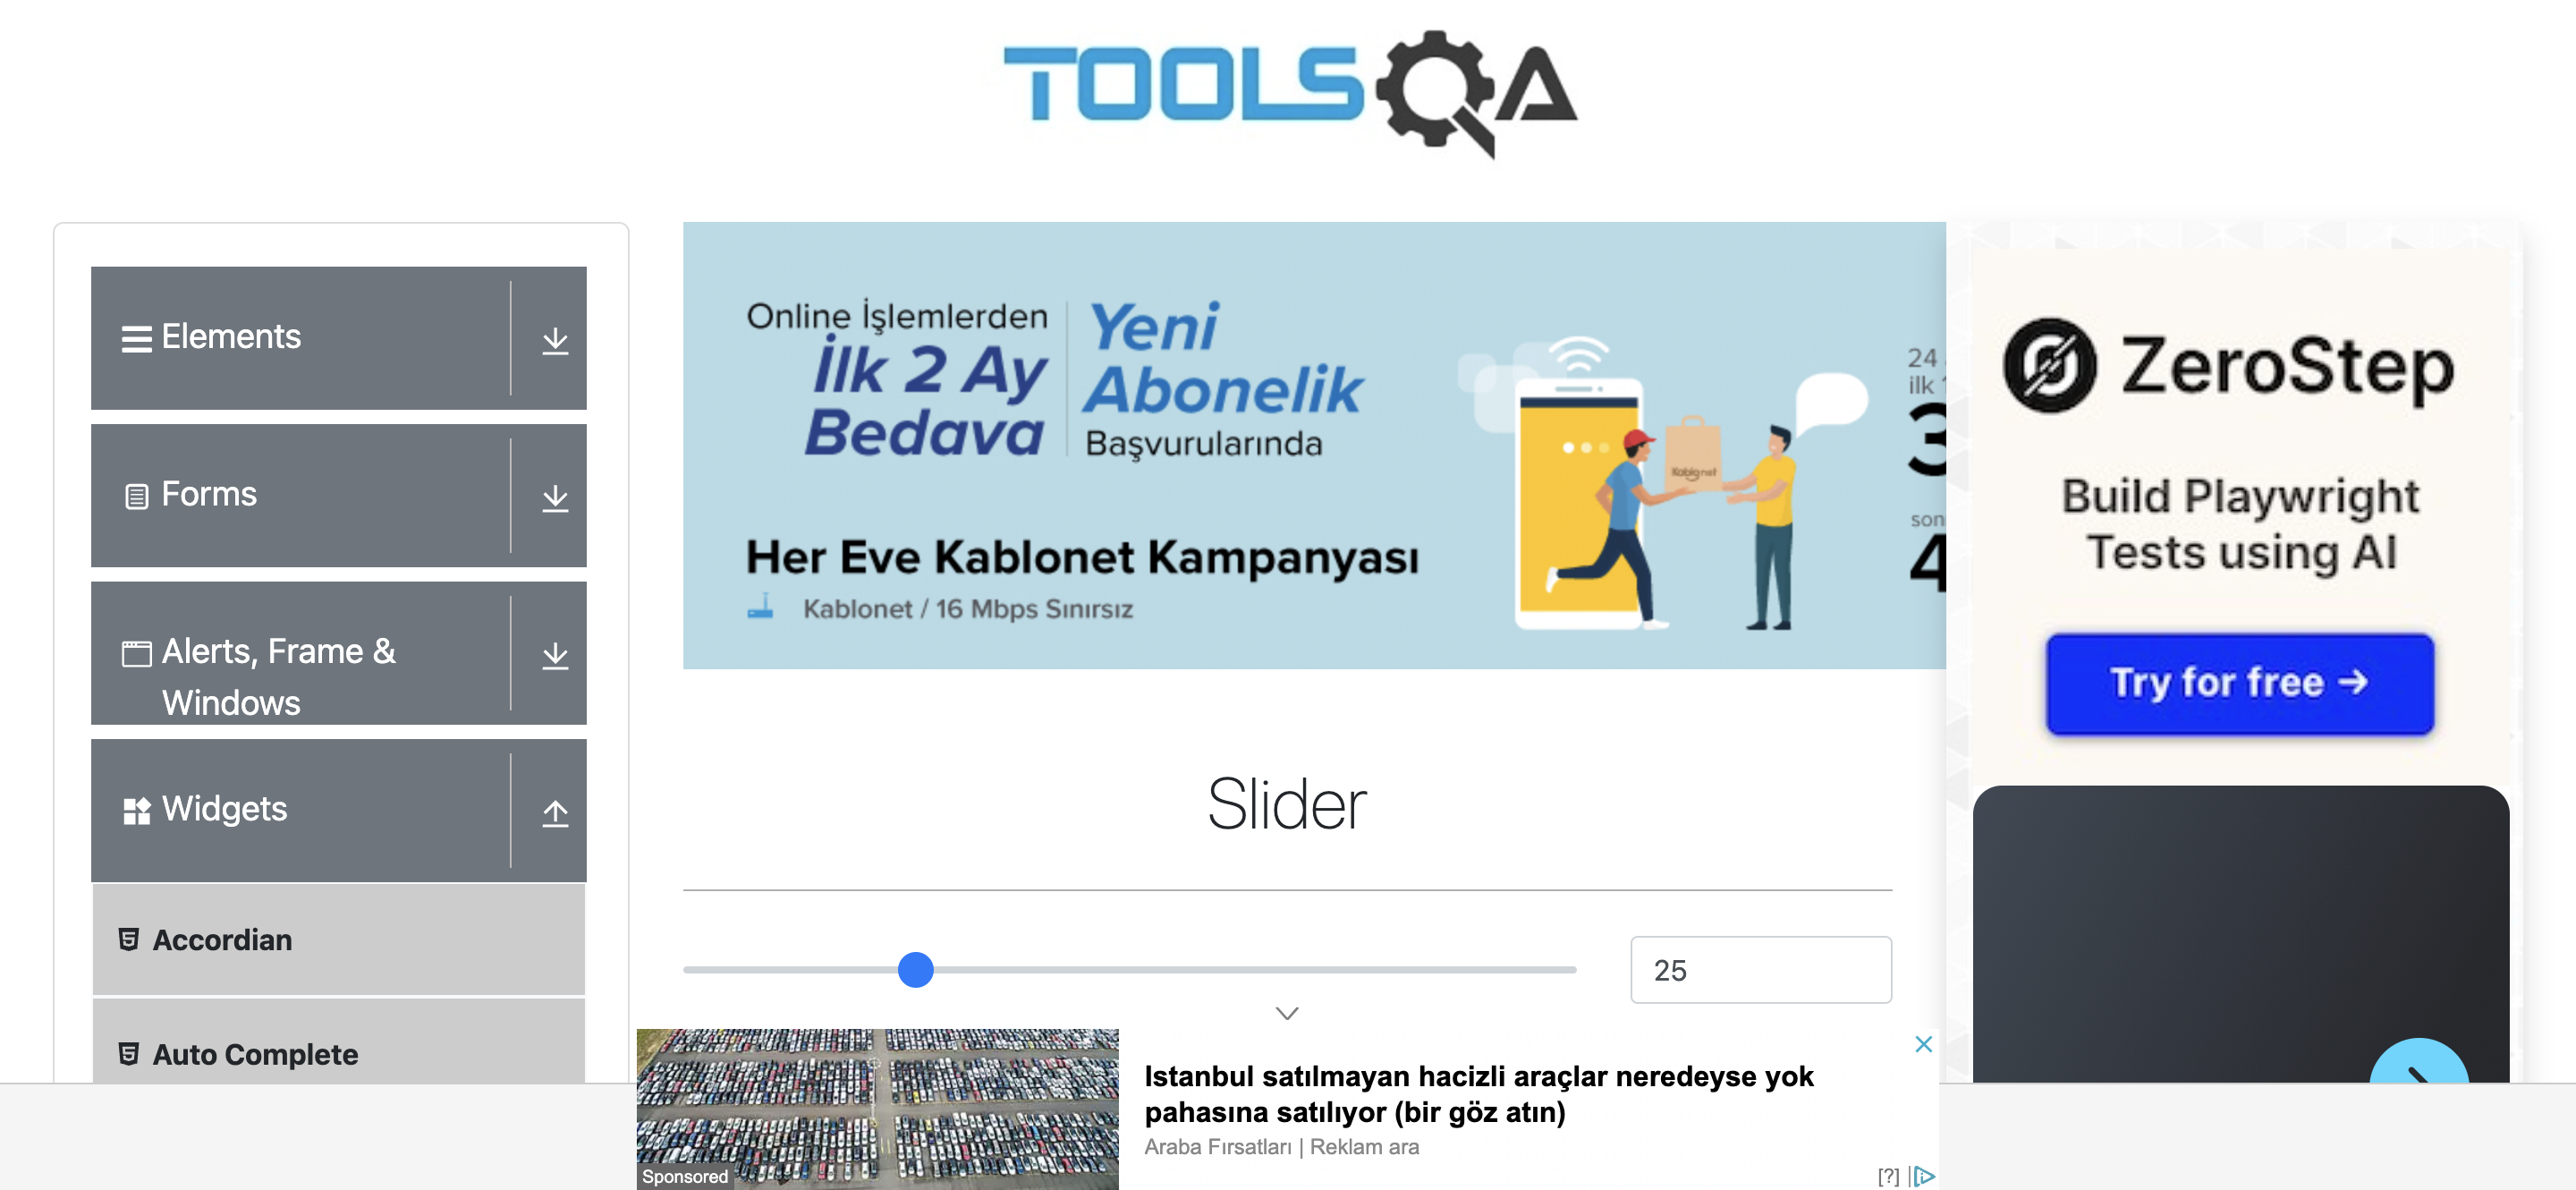 TOOLSQA
Elements
Forms
Alerts, Frame &
Windows
Widgets
Accordian
Auto Complete
Online İşlemlerden
İlk 2 Ay
Bedava
Yeni
Abonelik
Başvurularında
Her Eve Kablonet Kampanyası
Kablonet / 16 Mbps Sınırsız
Kablonet
24
ilk
3
son
4
Slider
25
ZeroStep
Build Playwright
Tests using AI
Try for free →
Istanbul satılmayan hacizli araçlar neredeyse yok
pahasına satılıyor (bir göz atın)
Araba Fırsatları | Reklam ara
Sponsored
[?]